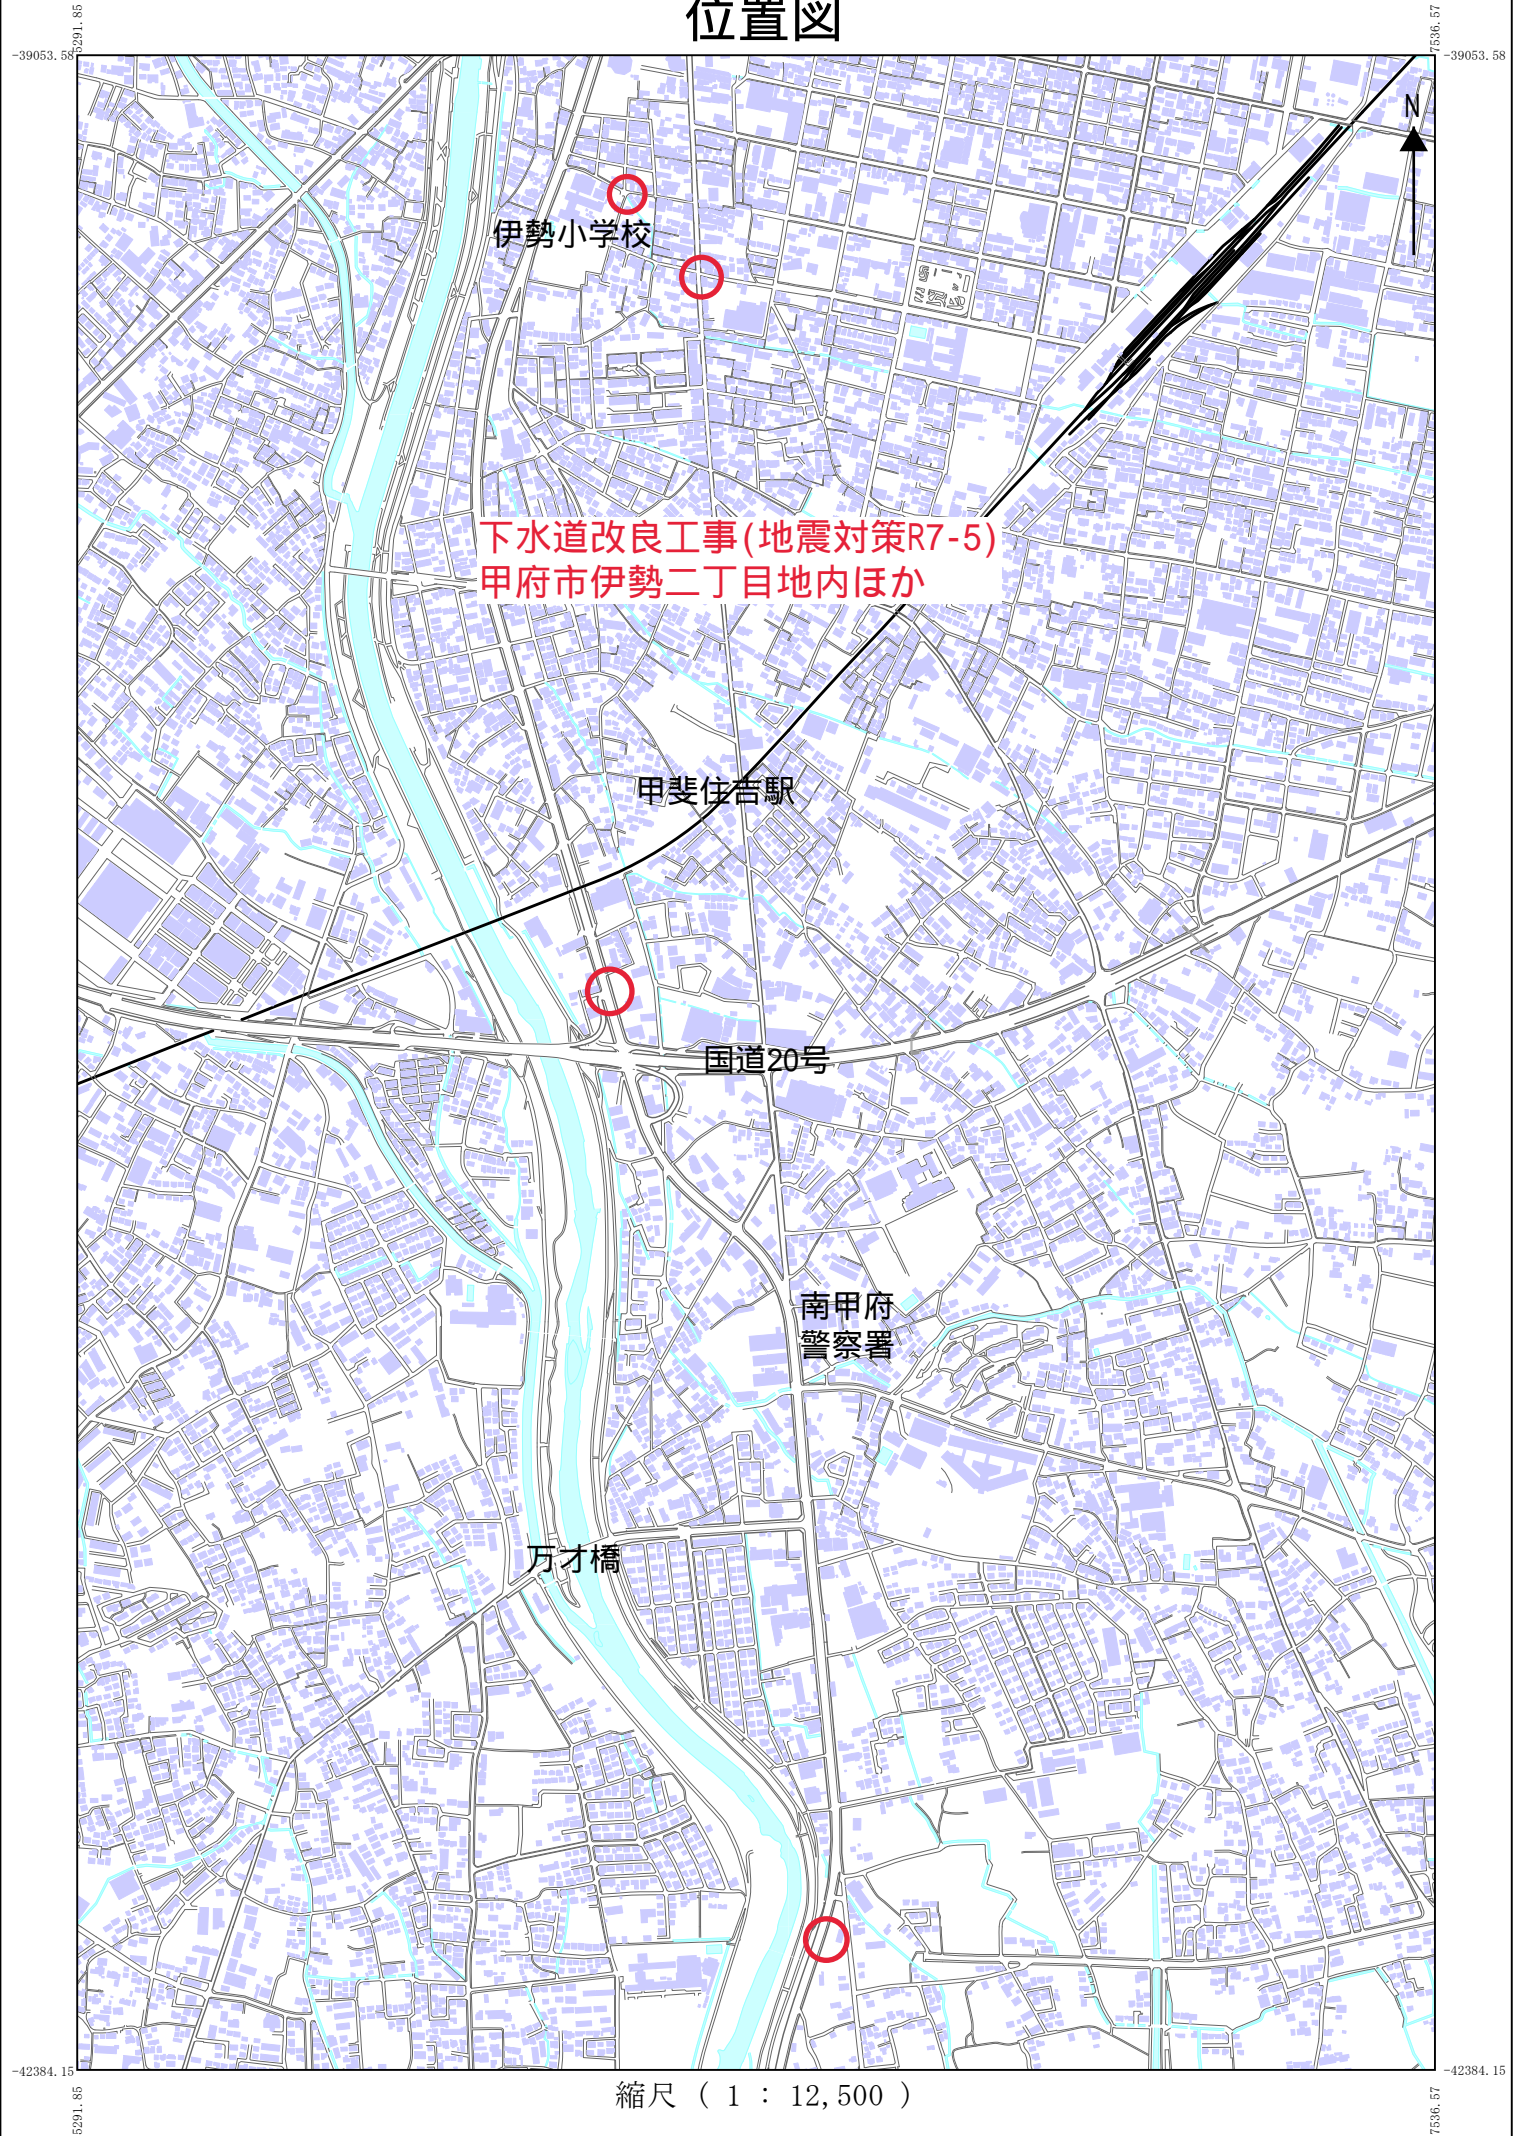 位置図
5291.85
7536.57
-39053.58
-39053.58
N
伊勢小学校
下水道改良工事(地震対策R7-5)
甲府市伊勢二丁目地内ほか
甲斐住吉駅
国道20号
南甲府
警察署
万才橋
-42384.15
-42384.15
縮尺 ( 1 : 12,500 )
5291.85
7536.57